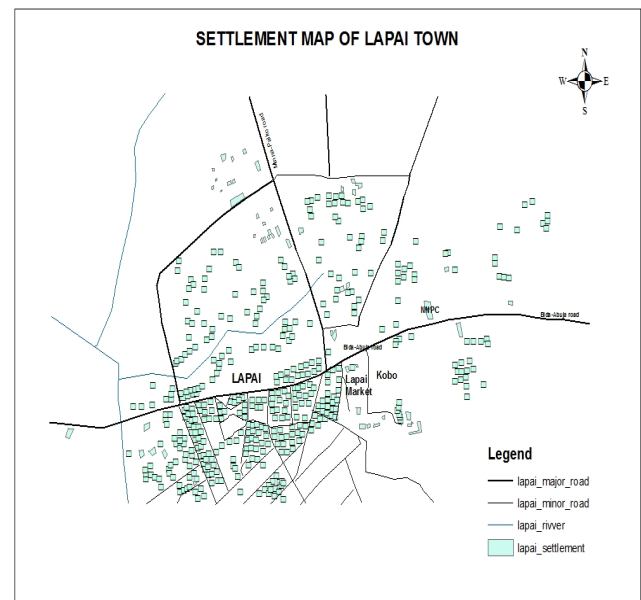 SETTLEMENT MAP OF LAPAI TOWN
N
W
E
S
Bida-Abuja road
Bida-Abuja road
LAPAI
Lapai
Market
Kobo
Legend
lapai_major_road
lapai_minor_road
lapai_rivver
lapai_settlement